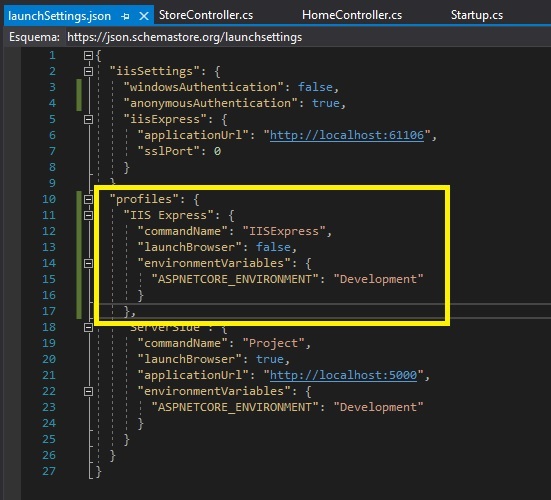 launchSettings.json StoreController.cs HomeController.cs Startup.cs
Esquema: https://json.schemastore.org/launchsettings
1 {
2 "iisSettings": {
3 "windowsAuthentication": false,
4 "anonymousAuthentication": true,
5 "iisExpress": {
6 "applicationUrl": "http://localhost:61106",
7 "sslPort": 0
8 }
9 },
10 "profiles": {
11 "IIS Express": {
12 "commandName": "IISExpress",
13 "launchBrowser": false,
14 "environmentVariables": {
15 "ASPNETCORE_ENVIRONMENT": "Development"
16 }
17 },
18 "ServerSide": {
19 "commandName": "Project",
20 "launchBrowser": true,
21 "applicationUrl": "http://localhost:5000",
22 "environmentVariables": {
23 "ASPNETCORE_ENVIRONMENT": "Development"
24 }
25 }
26 }
27 }